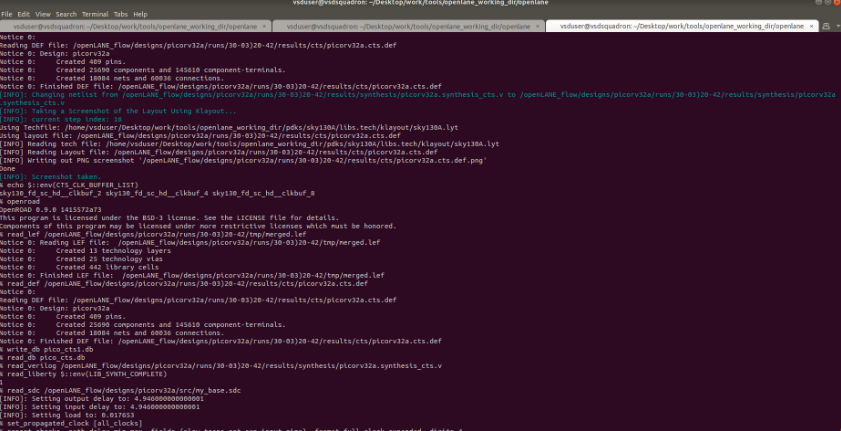 vsduser@vsdsquadron: ~/Desktop/work/tools/openlane_working_dir/openlane
File Edit View Search Terminal Tabs Help
vsduser@vsdsquadron: ~/Desktop/work/tools/openlane_working_dir/openlane × vsduser@vsdsquadron: ~/Desktop/work/tools/openlane_working_dir/openlane × vsduser@vsdsquadron: ~/Desktop/work/tools/openlane_working_dir/openlane ×
Notice 0:
Reading DEF file: /openLANE_flow/designs/picorv32a/runs/30-03)20-42/results/cts/picorv32a.cts.def
Notice 0: Design: picorv32a
Notice 0:     Created 409 pins.
Notice 0:     Created 25690 components and 145610 component-terminals.
Notice 0:     Created 18084 nets and 60036 connections.
Notice 0: Finished DEF file: /openLANE_flow/designs/picorv32a/runs/30-03)20-42/results/cts/picorv32a.cts.def
[INFO]: Changing netlist from /openLANE_flow/designs/picorv32a/runs/30-03)20-42/results/synthesis/picorv32a.synthesis_cts.v to /openLANE_flow/designs/picorv32a/runs/30-03)20-42/results/synthesis/picorv32a
.synthesis_cts.v
[INFO]: Taking a Screenshot of the Layout Using Klayout...
[INFO]: current step index: 16
Using Techfile: /home/vsduser/Desktop/work/tools/openlane_working_dir/pdks/sky130A/libs.tech/klayout/sky130A.lyt
Using layout file: /openLANE_flow/designs/picorv32a/runs/30-03)20-42/results/cts/picorv32a.cts.def
[INFO] Reading tech file: /home/vsduser/Desktop/work/tools/openlane_working_dir/pdks/sky130A/libs.tech/klayout/sky130A.lyt
[INFO] Reading Layout file: /openLANE_flow/designs/picorv32a/runs/30-03)20-42/results/cts/picorv32a.cts.def
[INFO] Writing out PNG screenshot '/openLANE_flow/designs/picorv32a/runs/30-03)20-42/results/cts/picorv32a.cts.def.png'
Done
[INFO]: Screenshot taken.
% echo $::env(CTS_CLK_BUFFER_LIST)
sky130_fd_sc_hd__clkbuf_2 sky130_fd_sc_hd__clkbuf_4 sky130_fd_sc_hd__clkbuf_8
% openroad
OpenROAD 0.9.0 1415572a73
This program is licensed under the BSD-3 license. See the LICENSE file for details.
Components of this program may be licensed under more restrictive licenses which must be honored.
% read_lef /openLANE_flow/designs/picorv32a/runs/30-03)20-42/tmp/merged.lef
Notice 0: Reading LEF file:  /openLANE_flow/designs/picorv32a/runs/30-03)20-42/tmp/merged.lef
Notice 0:     Created 13 technology layers
Notice 0:     Created 25 technology vias
Notice 0:     Created 442 library cells
Notice 0: Finished LEF file:  /openLANE_flow/designs/picorv32a/runs/30-03)20-42/tmp/merged.lef
% read_def /openLANE_flow/designs/picorv32a/runs/30-03)20-42/results/cts/picorv32a.cts.def
Notice 0:
Reading DEF file: /openLANE_flow/designs/picorv32a/runs/30-03)20-42/results/cts/picorv32a.cts.def
Notice 0: Design: picorv32a
Notice 0:     Created 409 pins.
Notice 0:     Created 25690 components and 145610 component-terminals.
Notice 0:     Created 18084 nets and 60036 connections.
Notice 0: Finished DEF file: /openLANE_flow/designs/picorv32a/runs/30-03)20-42/results/cts/picorv32a.cts.def
% write_db pico_cts1.db
% read_db pico_cts.db
% read_verilog /openLANE_flow/designs/picorv32a/runs/30-03)20-42/results/synthesis/picorv32a.synthesis_cts.v
% read_liberty $::env(LIB_SYNTH_COMPLETE)
1
% read_sdc /openLANE_flow/designs/picorv32a/src/my_base.sdc
[INFO]: Setting output delay to: 4.946000000000001
[INFO]: Setting input delay to: 4.946000000000001
[INFO]: Setting load to: 0.017653
% set_propagated_clock [all_clocks]